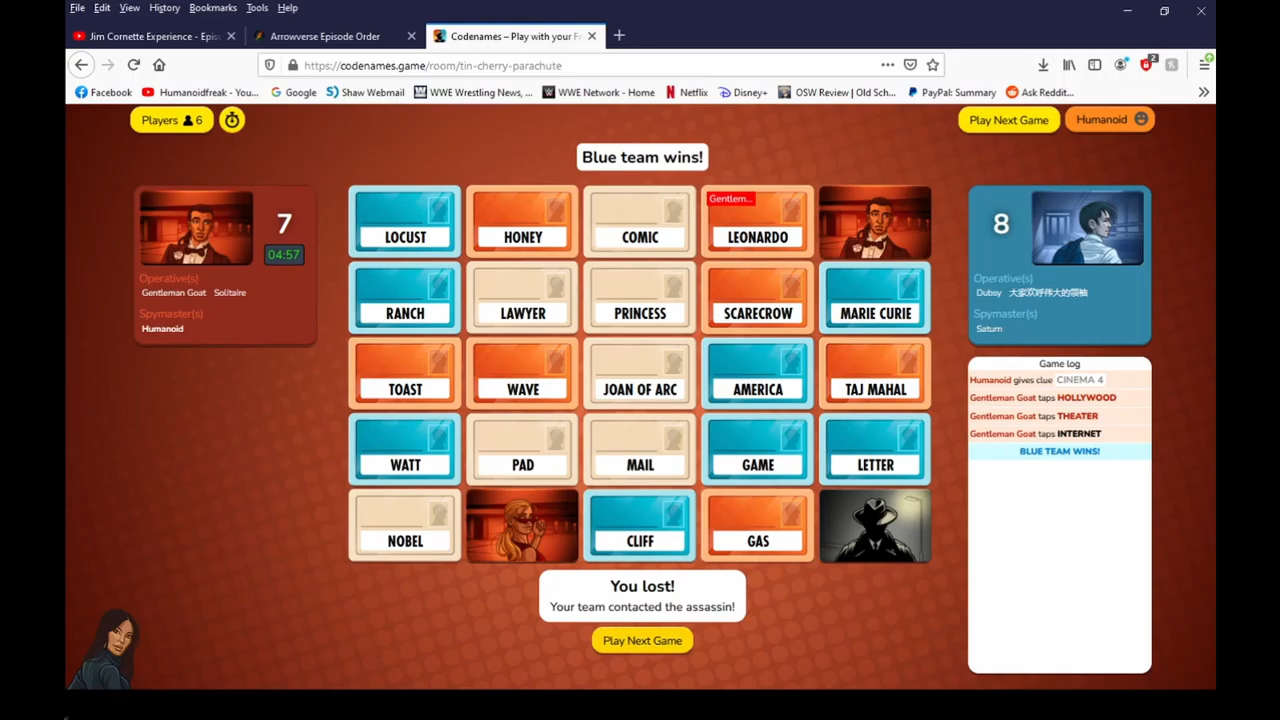 File Edit View History Bookmarks Tools Help
Jim Cornette Experience - Epis
Arrowverse Episode Order
Codenames – Play with your F
https://codenames.game/room/tin-cherry-parachute
2
Facebook
Humanoidfreak - You...
Google
Shaw Webmail
WWE Wrestling News, ...
WWE Network - Home
Netflix
Disney+
OSW Review | Old Sch...
PayPal: Summary
Ask Reddit...
Players 6
Play Next Game
Humanoid
Blue team wins!
7
04:57
Operative(s)
Gentleman Goat Solitaire
Spymaster(s)
Humanoid
LOCUST
HONEY
COMIC
Gentlem...
LEONARDO
RANCH
LAWYER
PRINCESS
SCARECROW
MARIE CURIE
TOAST
WAVE
JOAN OF ARC
AMERICA
TAJ MAHAL
WATT
PAD
MAIL
GAME
LETTER
NOBEL
CLIFF
GAS
8
Operative(s)
Dubsy 大家欢呼伟大的领袖
Spymaster(s)
Saturn
Game log
Humanoid gives clue CINEMA 4
Gentleman Goat taps HOLLYWOOD
Gentleman Goat taps THEATER
Gentleman Goat taps INTERNET
BLUE TEAM WINS!
You lost!
Your team contacted the assassin!
Play Next Game